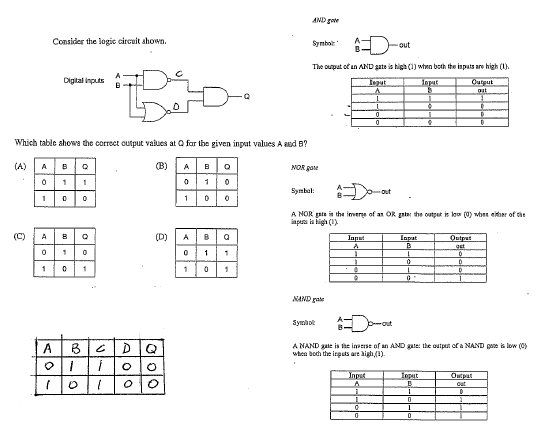 Consider the logic circuit shown.
Digital inputs
A
B
C
D
Q
Which table shows the correct output values at Q for the given input values A and B?
(A)
A B Q
0 1 1
1 0 0
(B)
A B Q
0 1 0
1 0 0
(C)
A B Q
0 1 0
1 0 1
(D)
A B Q
0 1 1
1 0 1
A B C D Q
0 1 1 0 0
1 0 1 0 0
AND gate
Symbol:
A
B
out
The output of an AND gate is high (1) when both the inputs are high (1).
Input Input Output
A B out
1 1 1
1 0 0
0 1 0
0 0 0
NOR gate
Symbol:
A
B
out
A NOR gate is the inverse of an OR gate: the output is low (0) when either of the
inputs is high (1).
Input Input Output
A B out
1 1 0
1 0 0
0 1 0
0 0 1
NAND gate
Symbol:
A
B
out
A NAND gate is the inverse of an AND gate: the output of a NAND gate is low (0)
when both the inputs are high,(1).
Input Input Output
A B out
1 1 0
1 0 1
0 1 1
0 0 1